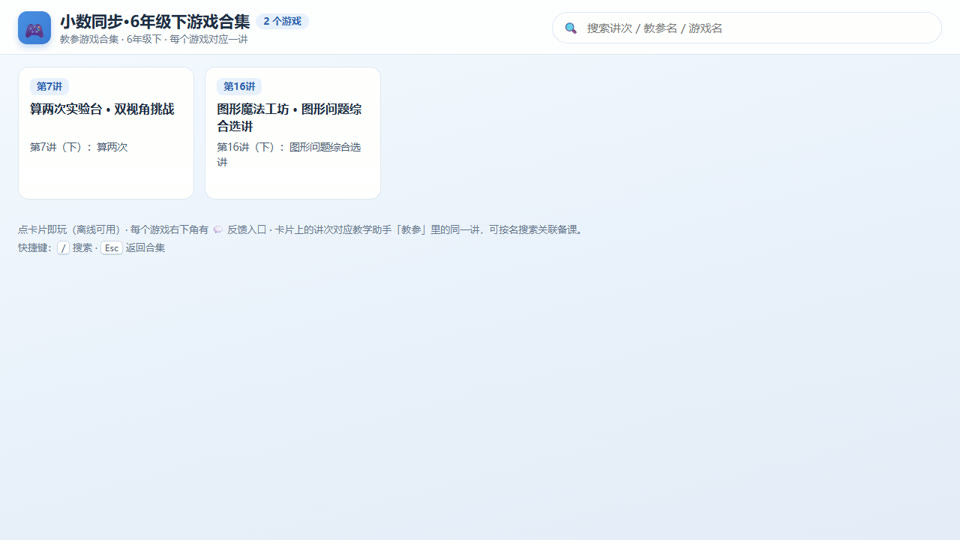 小数同步•6年级下游戏合集 2 个游戏
教参游戏合集 · 6年级下 · 每个游戏对应一讲
搜索讲次 / 教参名 / 游戏名
第7讲
算两次实验台 • 双视角挑战
第7讲（下）：算两次
第16讲
图形魔法工坊 • 图形问题综
合选讲
第16讲（下）：图形问题综合选
讲
点卡片即玩（离线可用）· 每个游戏右下角有 💬 反馈入口 · 卡片上的讲次对应教学助手「教参」里的同一讲，可按名搜索关联备课。
快捷键： / 搜索 · Esc 返回合集